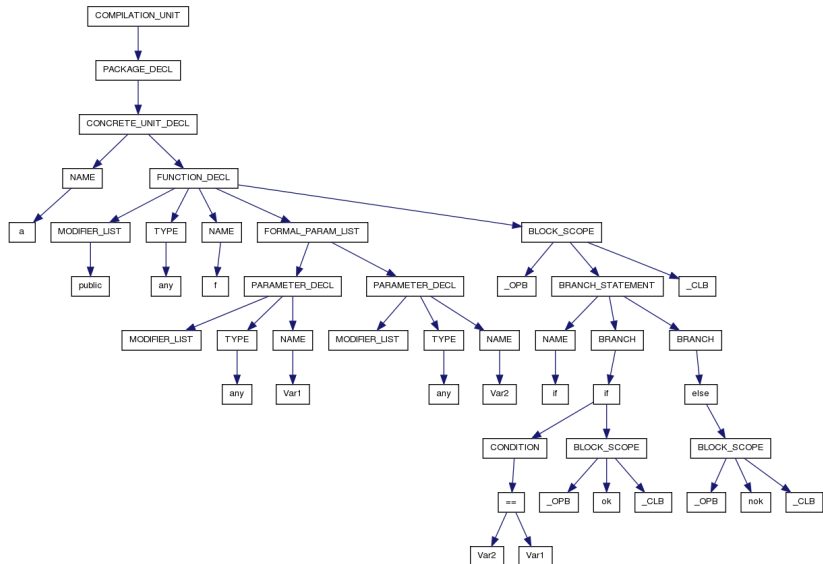 COMPILATION_UNIT
PACKAGE_DECL
CONCRETE_UNIT_DECL
NAME
FUNCTION_DECL
a
MODIFIER_LIST
TYPE
NAME
FORMAL_PARAM_LIST
BLOCK_SCOPE
public
any
f
PARAMETER_DECL
PARAMETER_DECL
_OPB
BRANCH_STATEMENT
_CLB
MODIFIER_LIST
TYPE
NAME
MODIFIER_LIST
TYPE
NAME
NAME
BRANCH
BRANCH
any
Var1
any
Var2
if
if
else
CONDITION
BLOCK_SCOPE
BLOCK_SCOPE
==
_OPB
ok
_CLB
_OPB
nok
_CLB
Var2
Var1